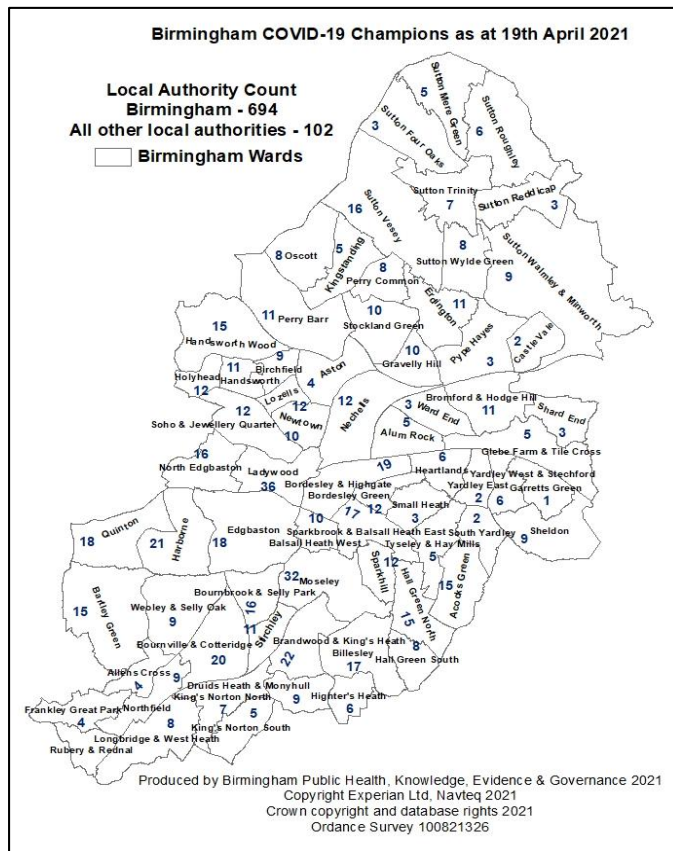 Birmingham COVID-19 Champions as at 19th April 2021
Local Authority Count
Birmingham - 694
All other local authorities - 102
Birmingham Wards
5
Sutton Mere Green
3
Sutton Four Oaks
6
Sutton Roughley
Sutton Trinity
7
Sutton Reddicap
3
16
Sutton Vesey
8
Sutton Wylde Green
Sutton Walmley & Minworth
9
8
Oscott
5
Kingstanding
8
Perry Common
Erdington
11
11
Perry Barr
10
Stockland Green
15
Handsworth Wood
10
Gravelly Hill
Pype Hayes
3
2
Castle Vale
9
Birchfield
11
Handsworth
Holyhead
12
4
Aston
Lozells
12
12
Soho & Jewellery Quarter
Newtown
10
12
Nechells
3
Ward End
Bromford & Hodge Hill
11
Shard End
3
5
Alum Rock
5
Glebe Farm & Tile Cross
16
North Edgbaston
Ladywood
36
19
Bordesley & Highgate
6
Heartlands
Yardley West & Stechford
6
Yardley East
2
Garretts Green
1
Bordesley Green
12
17
Small Heath
3
10
Sparkbrook & Balsall Heath East
Balsall Heath West
2
South Yardley
Tyseley & Hay Mills
5
9
Sheldon
Quinton
18
21
Harborne
Edgbaston
18
32
Moseley
Sparkhill
12
Hall Green North
15
15
Acocks Green
15
Bartley Green
Weoley & Selly Oak
9
Bournbrook & Selly Park
16
11
Stirchley
Bournville & Cotteridge
20
Brandwood & King's Heath
22
Billesley
17
8
Hall Green South
Allens Cross
4
9
Druids Heath & Monyhull
9
Highter's Heath
6
King's Norton North
7
5
King's Norton South
Frankley Great Park
4
Northfield
8
Longbridge & West Heath
Rubery & Rednal
Produced by Birmingham Public Health, Knowledge, Evidence & Governance 2021
Copyright Experian Ltd, Navteq 2021
Crown copyright and database rights 2021
Ordance Survey 100821326